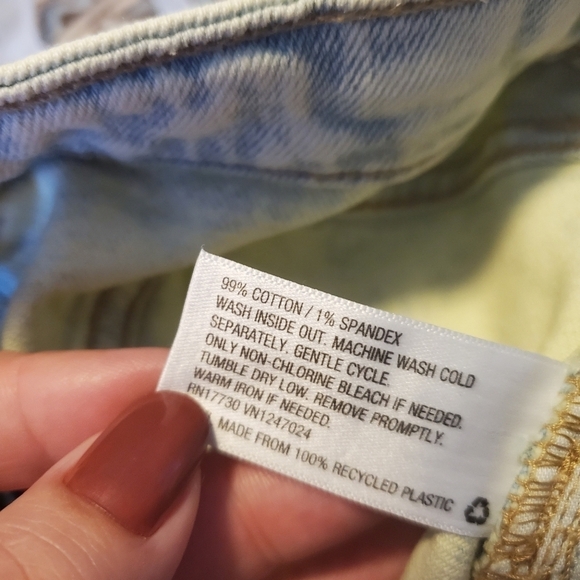 99% COTTON / 1% SPANDEX
WASH INSIDE OUT. MACHINE WASH COLD
SEPARATELY. GENTLE CYCLE.
ONLY NON-CHLORINE BLEACH IF NEEDED.
TUMBLE DRY LOW. REMOVE PROMPTLY.
WARM IRON IF NEEDED.
RN17730 VN1247024
MADE FROM 100% RECYCLED PLASTIC